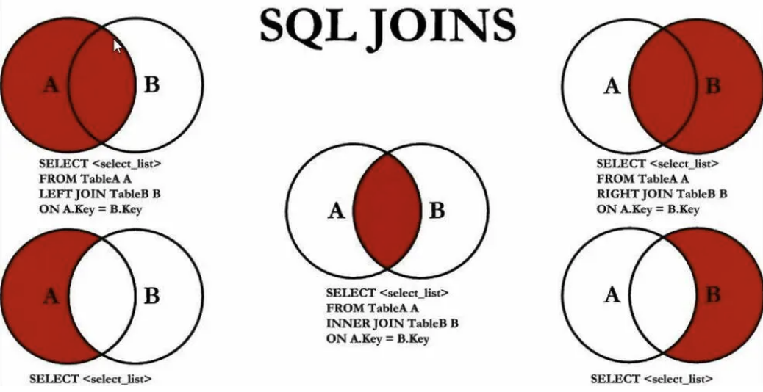 SQL JOINS
A B
SELECT <select_list>
FROM TableA A
LEFT JOIN TableB B
ON A.Key = B.Key
A B
SELECT <select_list>
FROM TableA A
RIGHT JOIN TableB B
ON A.Key = B.Key
A B
SELECT <select_list>
FROM TableA A
INNER JOIN TableB B
ON A.Key = B.Key
A B
SELECT <select_list>
A B
SELECT <select_list>